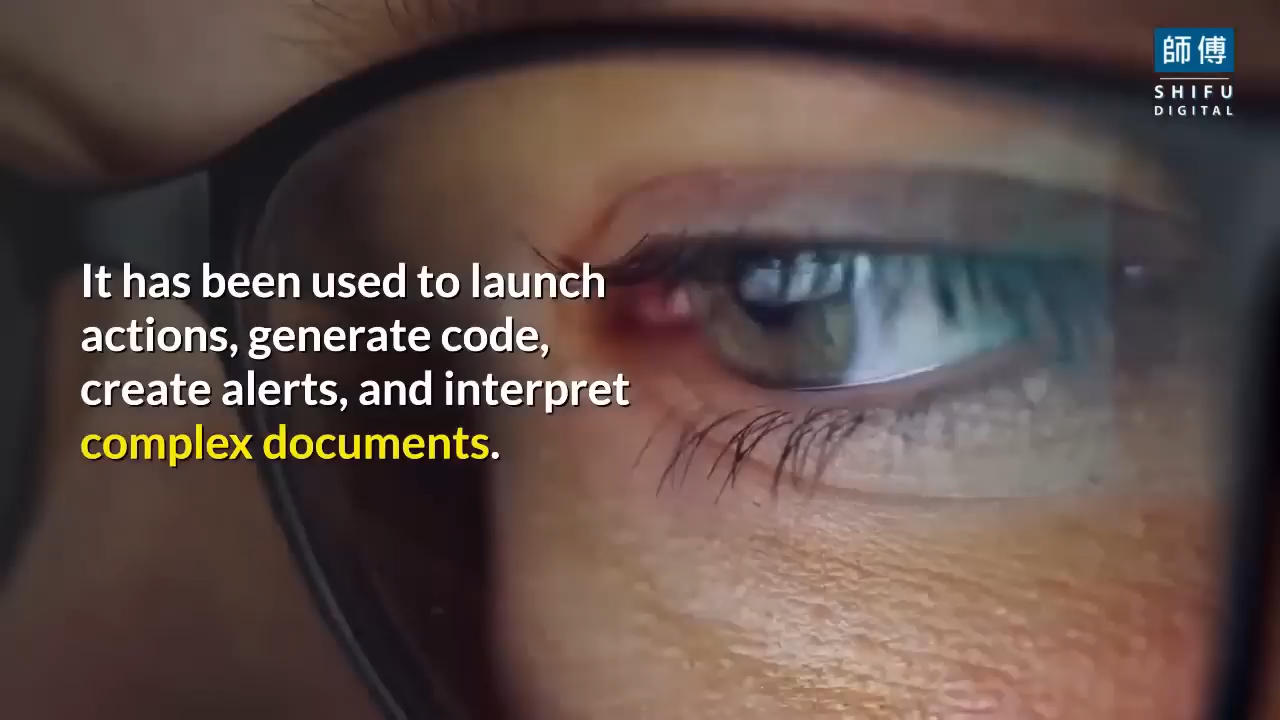 師傅
SHIFU
DIGITAL
It has been used to launch
actions, generate code,
create alerts, and interpret
complex documents.